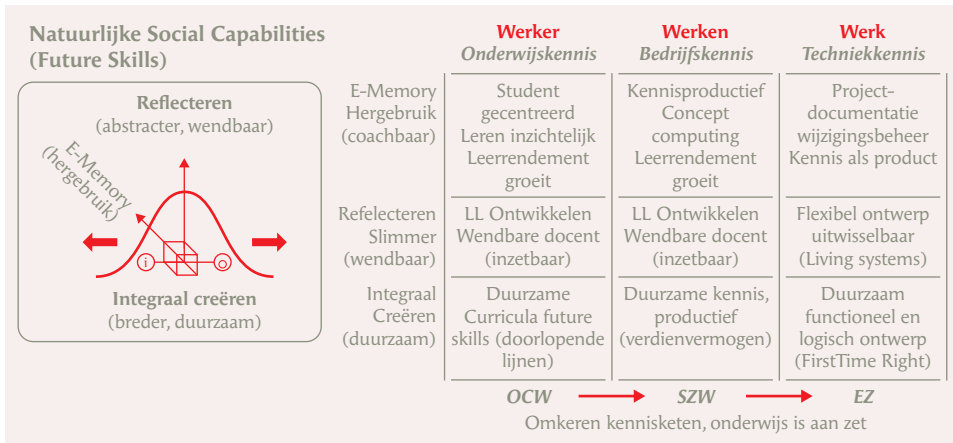 Natuurlijke Social Capabilities
(Future Skills)
Reflecteren
(abstracter, wendbaar)
E-Memory
(hergebruik)
i
O
Integraal creëren
(breder, duurzaam)
Werker
Onderwijskennis
Werken
Bedrijfskennis
Werk
Techniekkennis
E-Memory
Hergebruik
(coachbaar)
Student
gecentreerd
Leren inzichtelijk
Leerrendement
groeit
Kennisproductief
Concept
computing
Leerrendement
groeit
Project-
documentatie
wijzigingsbeheer
Kennis als product
Refelecteren
Slimmer
(wendbaar)
LL Ontwikkelen
Wendbare docent
(inzetbaar)
LL Ontwikkelen
Wendbare docent
(inzetbaar)
Flexibel ontwerp
uitwisselbaar
(Living systems)
Integraal
Creëren
(duurzaam)
Duurzame
Curricula future
skills (doorlopende
lijnen)
Duurzame kennis,
productief
(verdienvermogen)
Duurzaam
functioneel en
logisch ontwerp
(FirstTime Right)
OCW
SZW
EZ
Omkeren kennisketen, onderwijs is aan zet